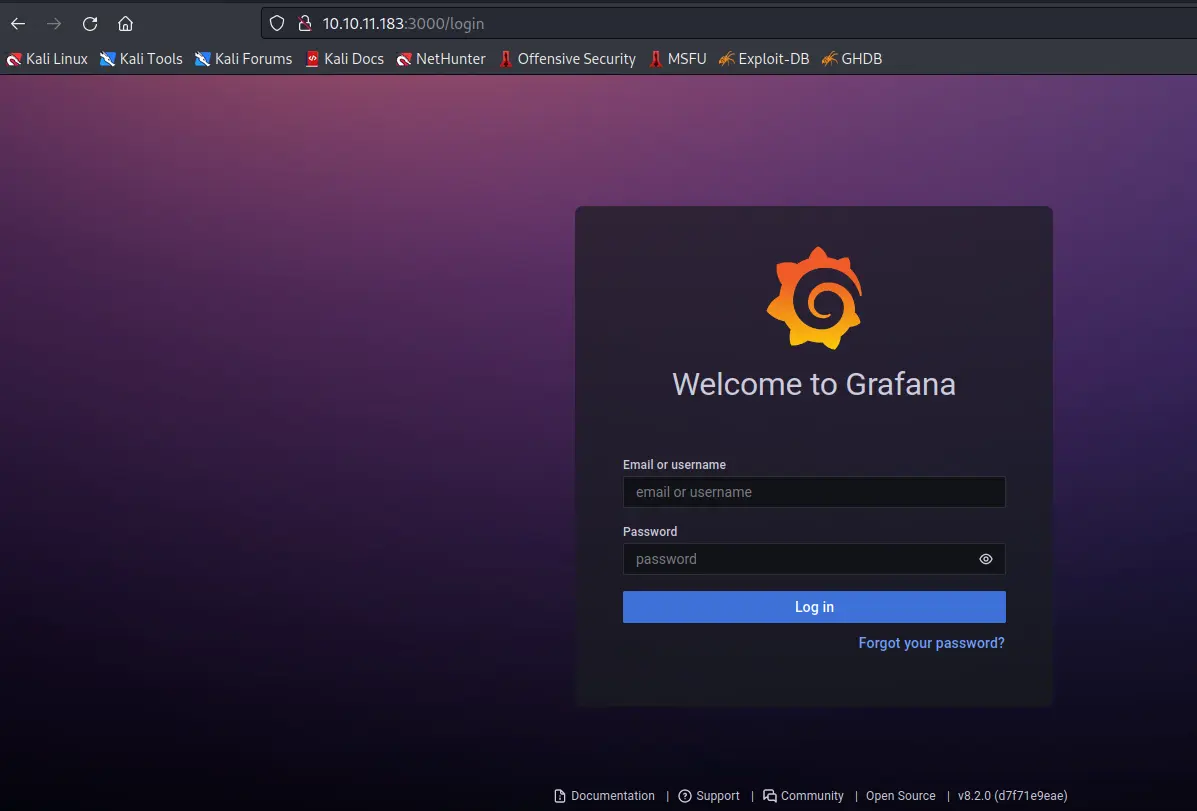 10.10.11.183:3000/login
Kali Linux Kali Tools Kali Forums Kali Docs NetHunter Offensive Security MSFU Exploit-DB GHDB
Welcome to Grafana
Email or username
email or username
Password
password
Log in
Forgot your password?
Documentation | Support | Community | Open Source | v8.2.0 (d7f71e9eae)